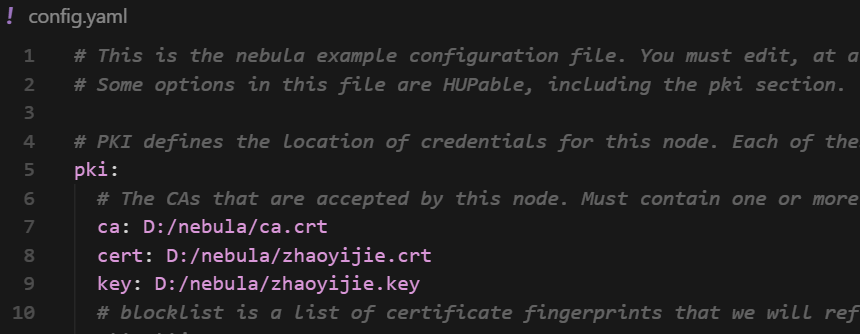 ! config.yaml
1 # This is the nebula example configuration file. You must edit, at a
2 # Some options in this file are HUPable, including the pki section.
3
4 # PKI defines the location of credentials for this node. Each of the
5 pki:
6 # The CAs that are accepted by this node. Must contain one or more
7 ca: D:/nebula/ca.crt
8 cert: D:/nebula/zhaoyijie.crt
9 key: D:/nebula/zhaoyijie.key
10 # blocklist is a list of certificate fingerprints that we will ref